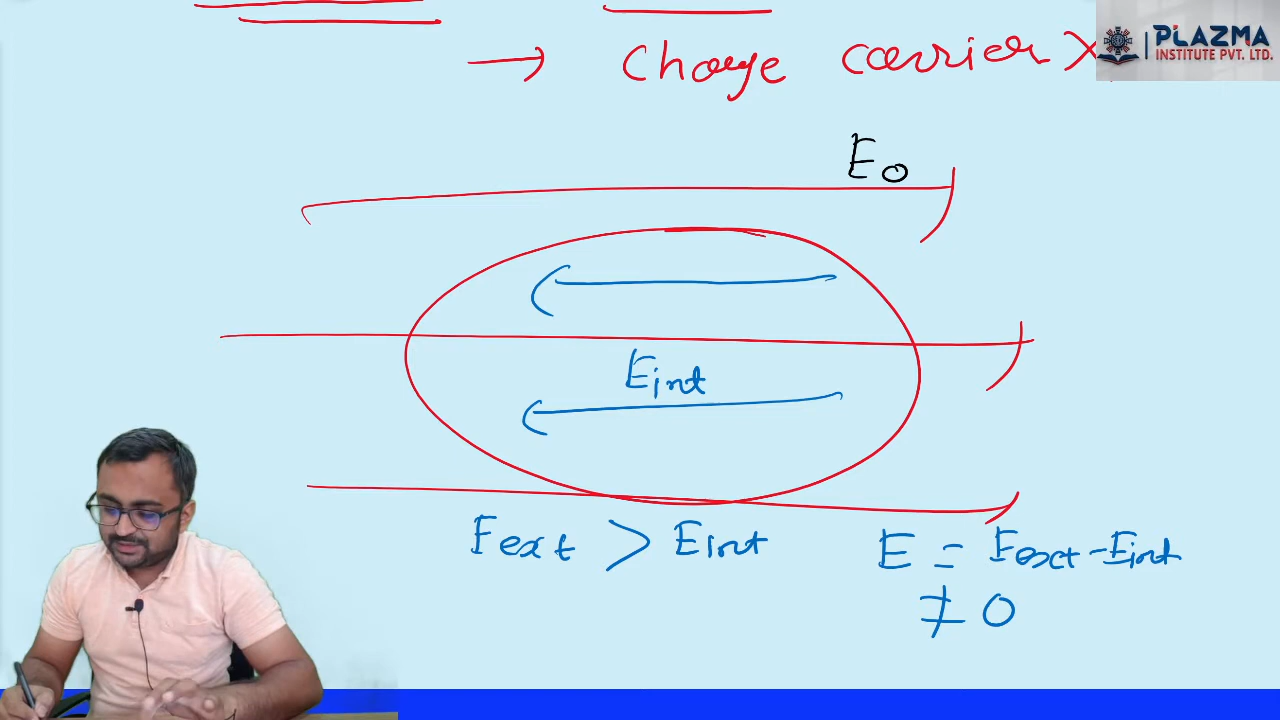 PLAZMA
INSTITUTE PVT. LTD.
→ Charge carrier X
E₀
Eint
Eext > Eint
E = Eext - Eint
≠ 0